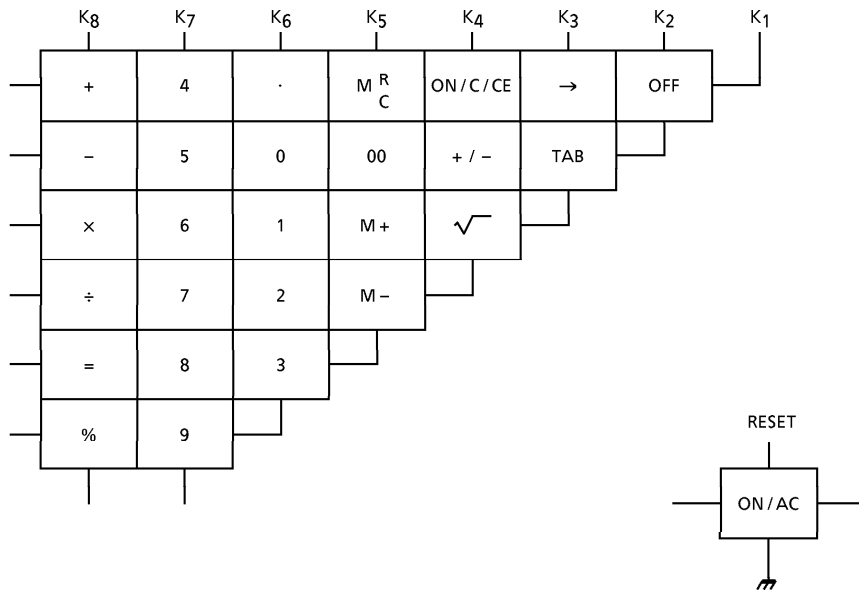 K8 K7 K6 K5 K4 K3 K2 K1
+ 4 · M R C ON/C/CE → OFF
− 5 0 00 +/− TAB
× 6 1 M+ √
÷ 7 2 M−
= 8 3
% 9
RESET
ON/AC